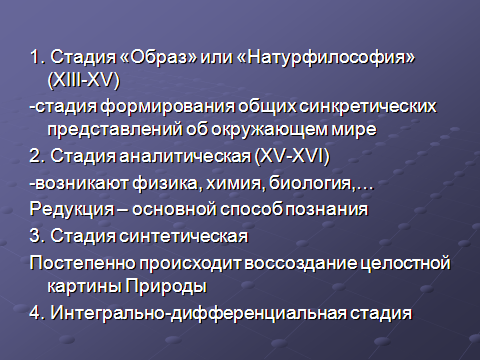 1. Стадия «Образ» или «Натурфилософия»
(XIII-XV)
-стадия формирования общих синкретических
представлений об окружающем мире
2. Стадия аналитическая (XV-XVI)
-возникают физика, химия, биология,…
Редукция – основной способ познания
3. Стадия синтетическая
Постепенно происходит воссоздание целостной
картины Природы
4. Интегрально-дифференциальная стадия